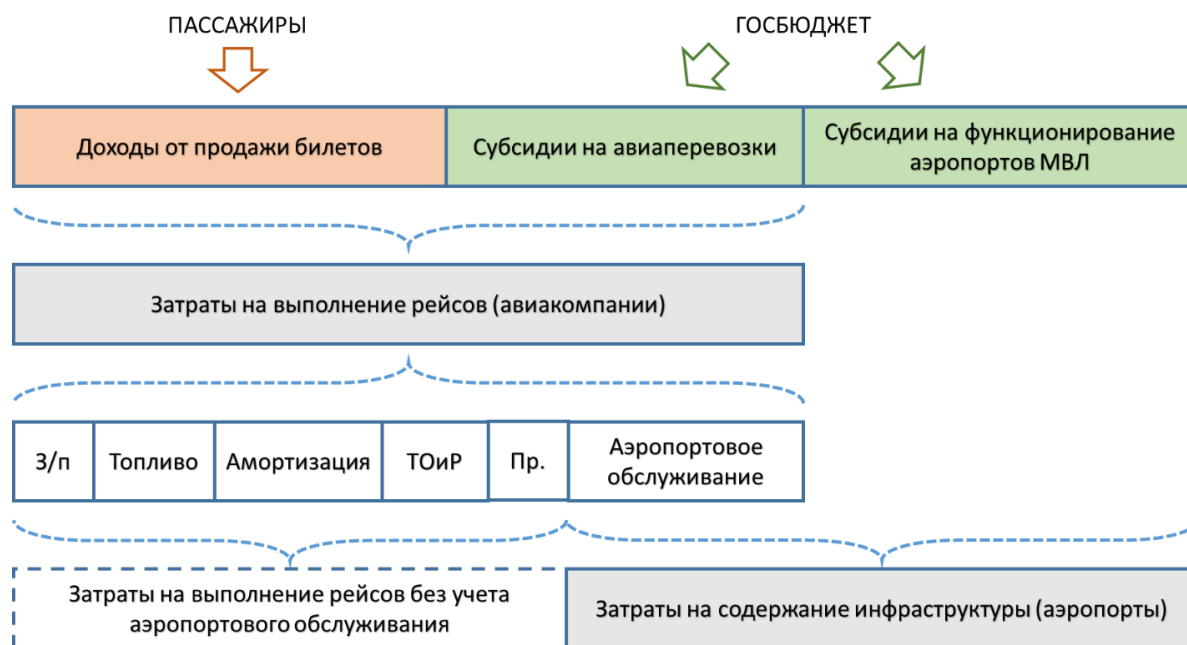 ПАССАЖИРЫ
ГОСБЮДЖЕТ
Доходы от продажи билетов
Субсидии на авиаперевозки
Субсидии на функционирование
аэропортов МВЛ
Затраты на выполнение рейсов (авиакомпании)
З/п
Топливо
Амортизация
ТОиР
Пр.
Аэропортовое
обслуживание
Затраты на выполнение рейсов без учета
аэропортового обслуживания
Затраты на содержание инфраструктуры (аэропорты)